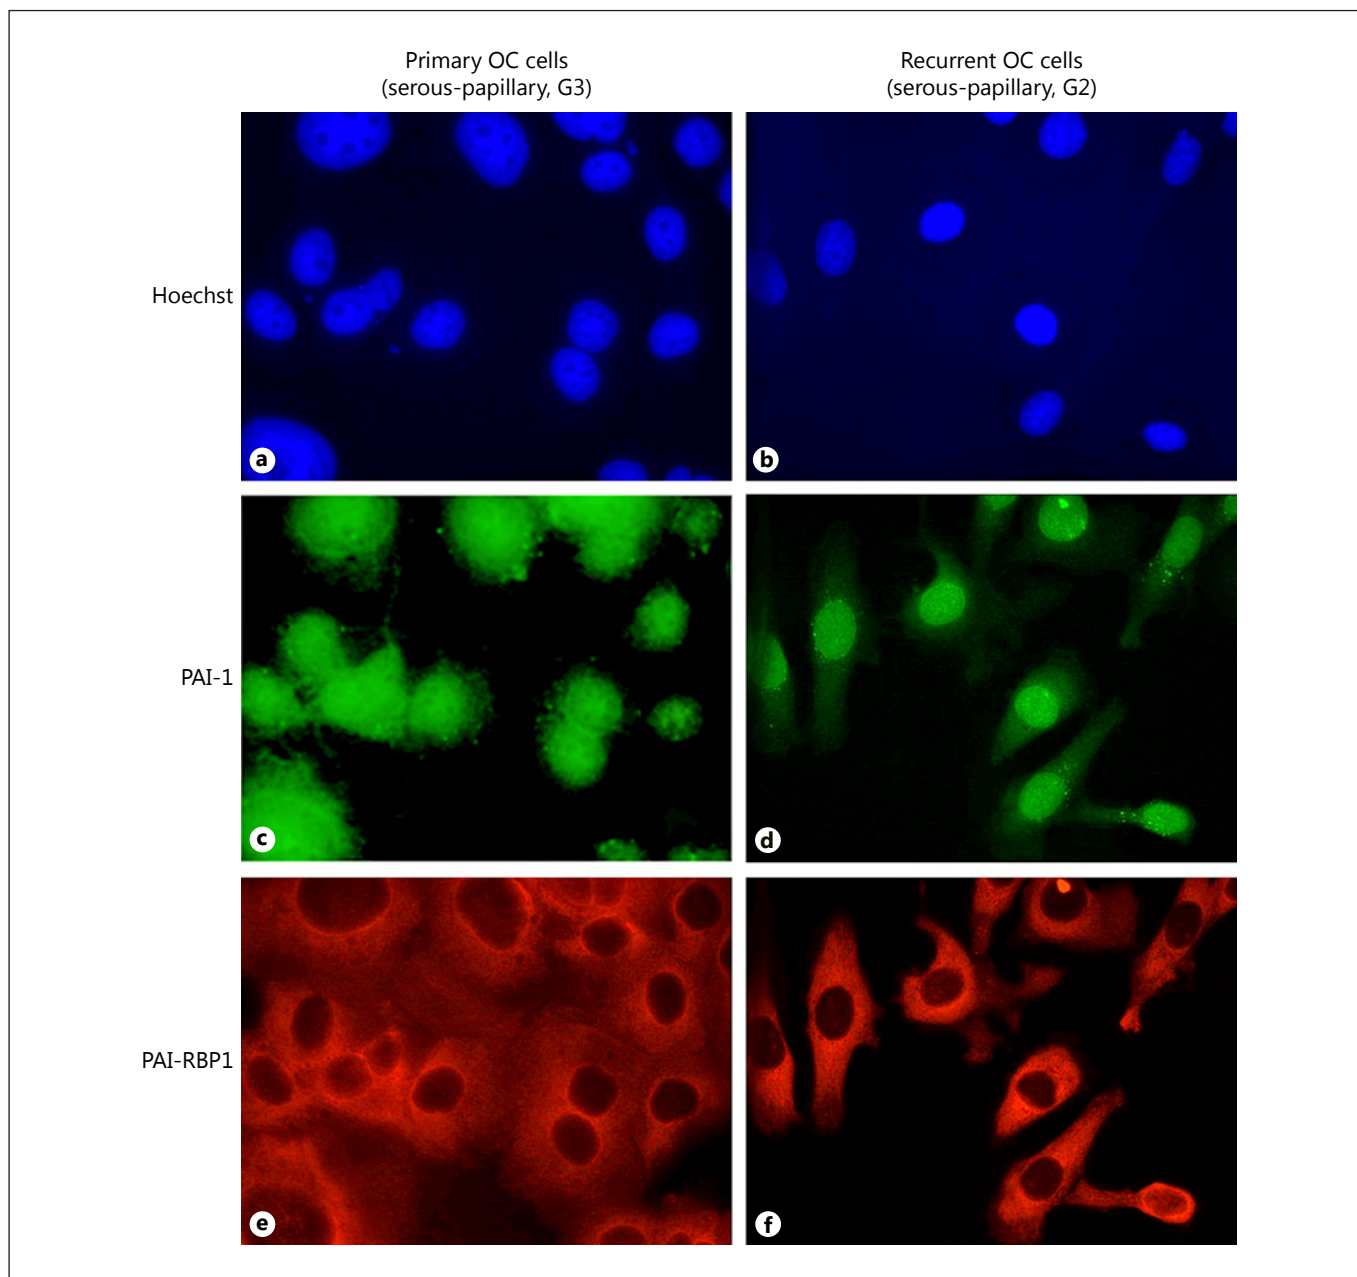 Primary OC cells
(serous-papillary, G3)
Recurrent OC cells
(serous-papillary, G2)
Hoechst
a
b
PAI-1
c
d
PAI-RBP1
e
f